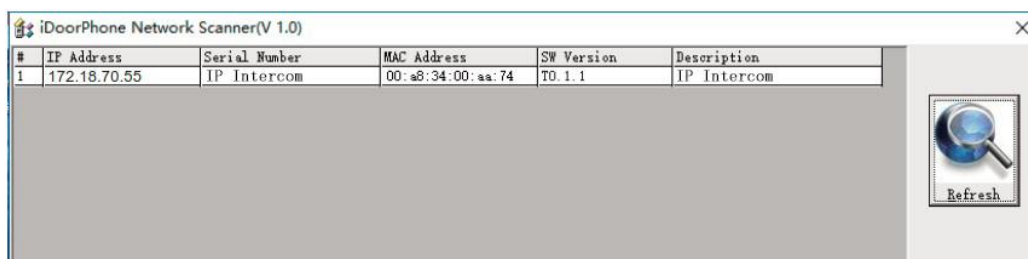 iDoorPhone Network Scanner(V 1.0)
# IP Address Serial Number MAC Address SW Version Description
1 172.18.70.55 IP Intercom 00:a8:34:00:aa:74 T0.1.1 IP Intercom
Refresh